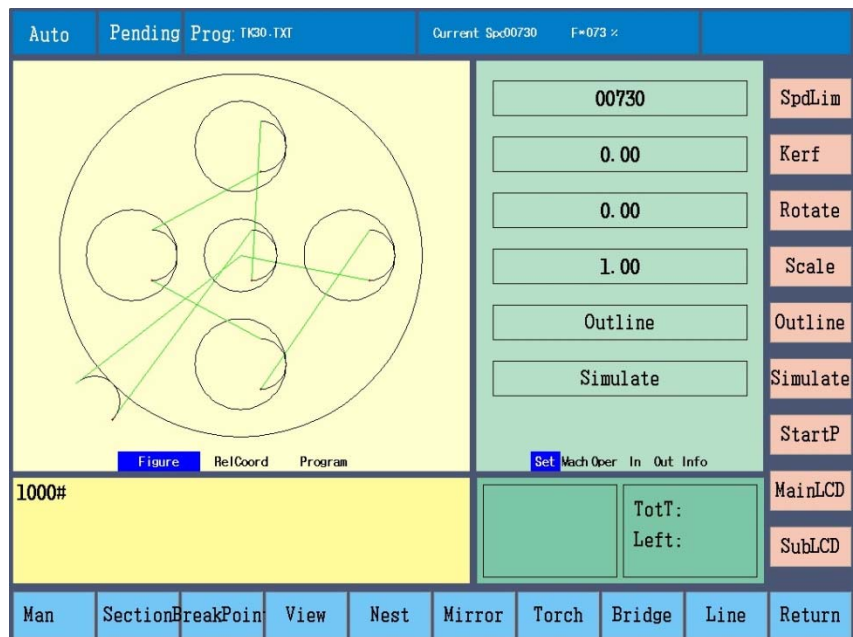 Auto Pending Prog: TK30.TXT Current Spc00730 F=073 %
00730 SpdLim
0.00 Kerf
0.00 Rotate
1.00 Scale
Outline Outline
Simulate Simulate
StartP
Figure RelCoord Program Set Mach Oper In Out Info
1000# MainLCD
TotT:
Left: SubLCD
Man Section BreakPoin View Nest Mirror Torch Bridge Line Return